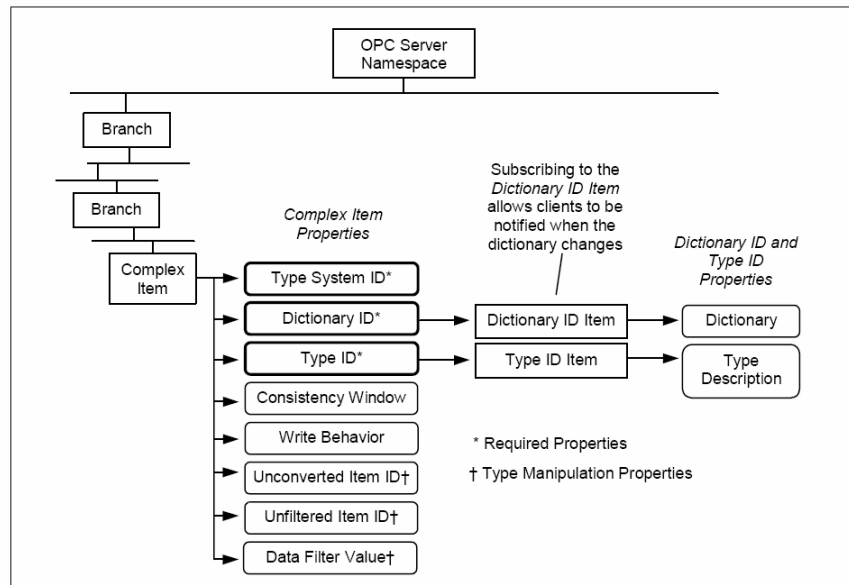 OPC Server
Namespace
Branch
Branch
Complex
Item
Complex Item
Properties
Type System ID*
Dictionary ID*
Type ID*
Consistency Window
Write Behavior
Unconverted Item ID†
Unfiltered Item ID†
Data Filter Value†
Subscribing to the
Dictionary ID Item
allows clients to be
notified when the
dictionary changes
Dictionary ID Item
Type ID Item
Dictionary ID and
Type ID
Properties
Dictionary
Type
Description
* Required Properties
† Type Manipulation Properties